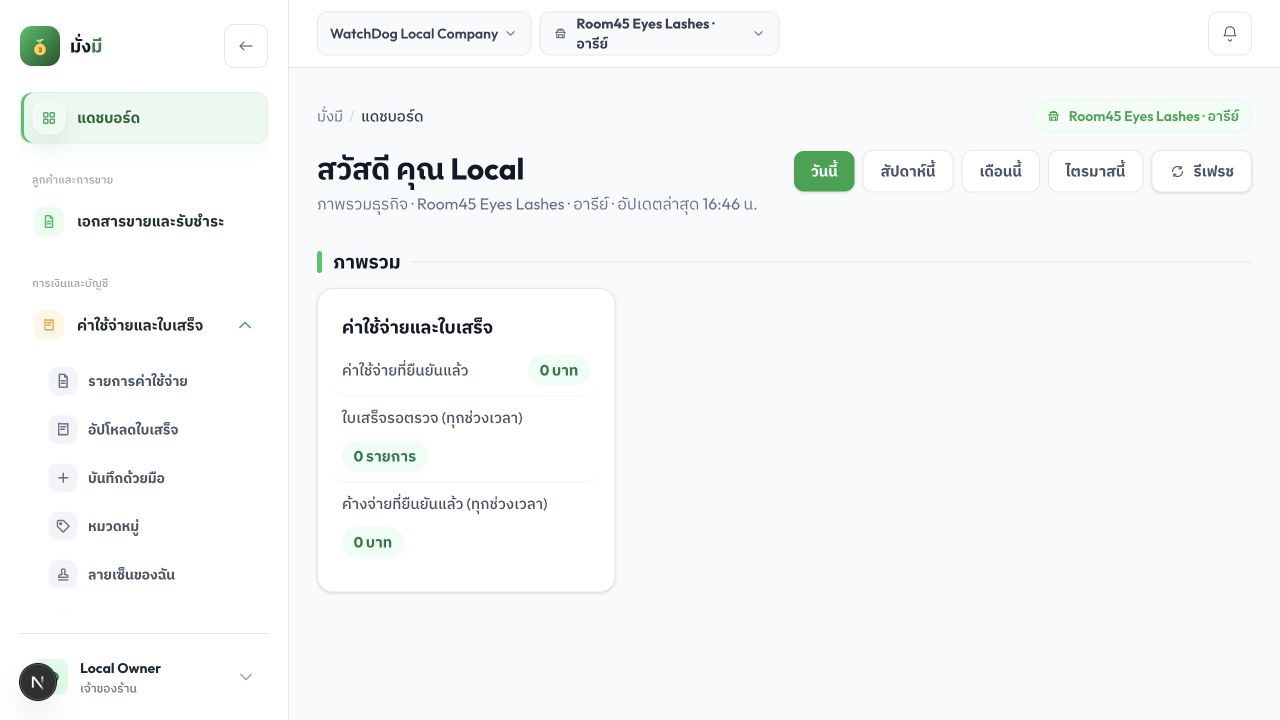 มั่งมี
WatchDog Local Company
Room45 Eyes Lashes ·
อารีย์
แดชบอร์ด
ลูกค้าและการขาย
เอกสารขายและรับชำระ
การเงินและบัญชี
ค่าใช้จ่ายและใบเสร็จ
รายการค่าใช้จ่าย
อัปโหลดใบเสร็จ
บันทึกด้วยมือ
หมวดหมู่
ลายเซ็นของฉัน
N
Local Owner
เจ้าของร้าน
มั่งมี / แดชบอร์ด
Room45 Eyes Lashes · อารีย์
สวัสดี คุณ Local
วันนี้
สัปดาห์นี้
เดือนนี้
ไตรมาสนี้
รีเฟรช
ภาพรวมธุรกิจ · Room45 Eyes Lashes · อารีย์ · อัปเดตล่าสุด 16:46 น.
ภาพรวม
ค่าใช้จ่ายและใบเสร็จ
ค่าใช้จ่ายที่ยืนยันแล้ว 0 บาท
ใบเสร็จรอตรวจ (ทุกช่วงเวลา)
0 รายการ
ค้างจ่ายที่ยืนยันแล้ว (ทุกช่วงเวลา)
0 บาท